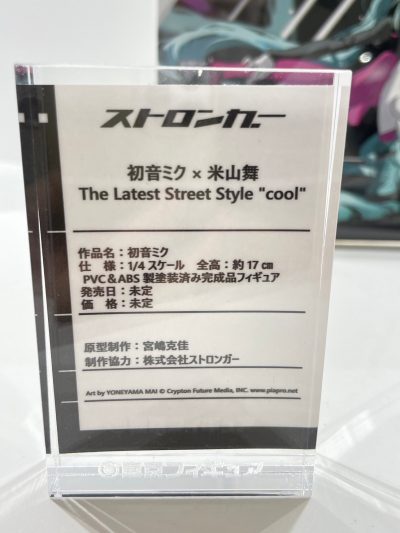 ストロンガー
初音ミク × 米山舞
The Latest Street Style "cool"
作品名：初音ミク
仕　様：1/4 スケール　全高：約 17 ㎝
PVC＆ABS 製塗装済み完成品フィギュア
発売日：未定
価　格：未定
原型制作：宮嶋克佳
制作協力：株式会社ストロンガー
Art by YONEYAMA MAI © Crypton Future Media, INC. www.piapro.net